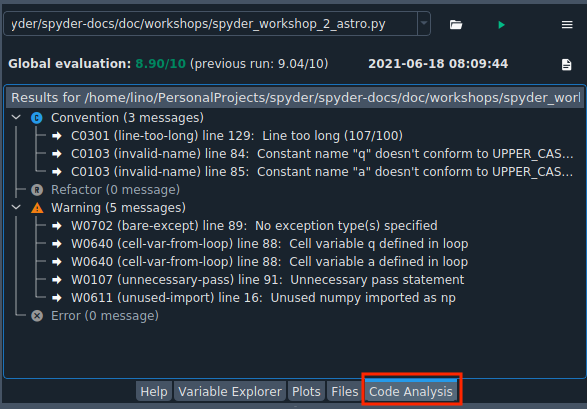 yder/spyder-docs/doc/workshops/spyder_workshop_2_astro.py
Global evaluation: 8.90/10 (previous run: 9.04/10) 2021-06-18 08:09:44
Results for /home/lino/PersonalProjects/spyder/spyder-docs/doc/workshops/spyder_worl
C Convention (3 messages)
C0301 (line-too-long) line 129: Line too long (107/100)
C0103 (invalid-name) line 84: Constant name "q" doesn't conform to UPPER_CAS...
C0103 (invalid-name) line 85: Constant name "a" doesn't conform to UPPER_CAS...
R Refactor (0 message)
Warning (5 messages)
W0702 (bare-except) line 89: No exception type(s) specified
W0640 (cell-var-from-loop) line 88: Cell variable q defined in loop
W0640 (cell-var-from-loop) line 88: Cell variable a defined in loop
W0107 (unnecessary-pass) line 91: Unnecessary pass statement
W0611 (unused-import) line 16: Unused numpy imported as np
Error (0 message)
Help Variable Explorer Plots Files Code Analysis